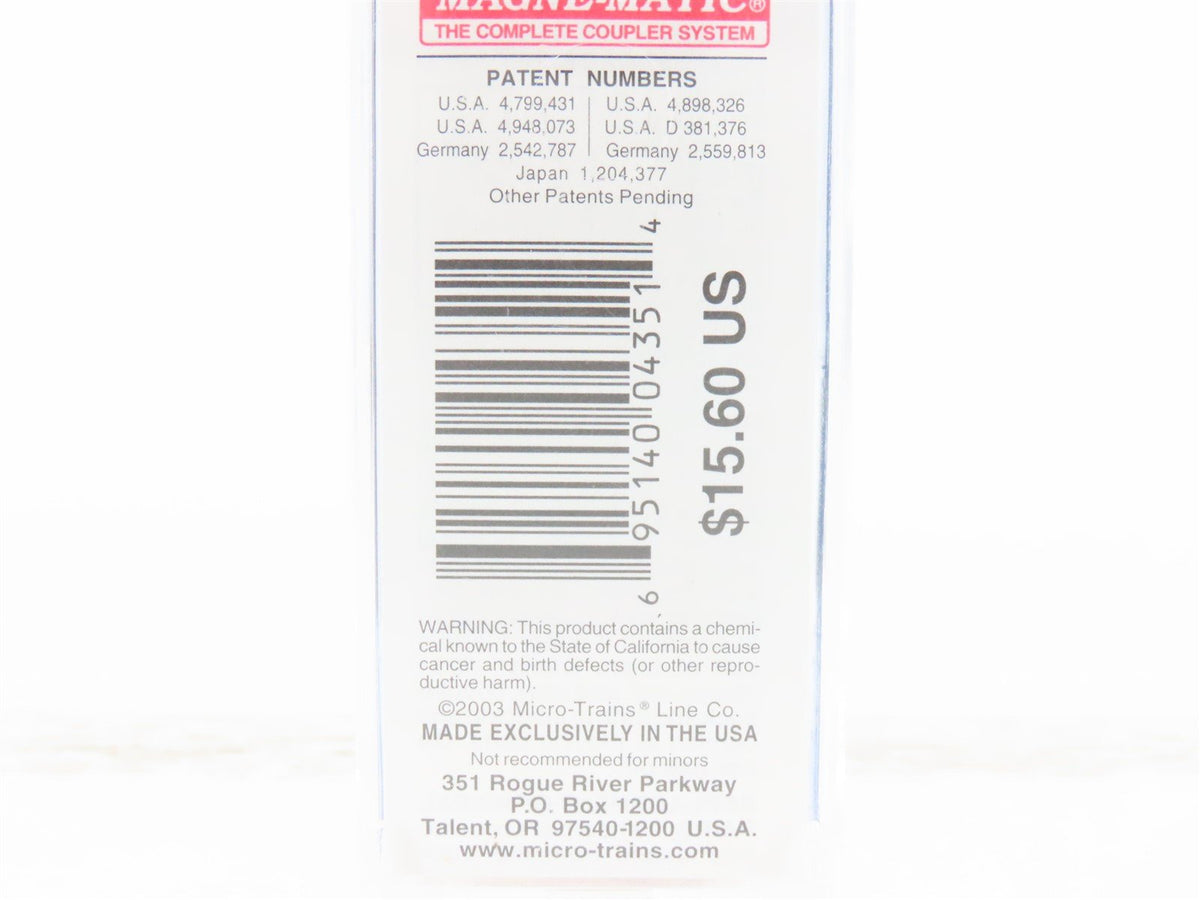 MAGNE-MATIC®
THE COMPLETE COUPLER SYSTEM
PATENT NUMBERS
U.S.A. 4,799,431 | U.S.A. 4,898,326
U.S.A. 4,948,073 | U.S.A. D 381,376
Germany 2,542,787 | Germany 2,559,813
Japan 1,204,377
Other Patents Pending
6 95140 04351 4
$15.60 US
WARNING: This product contains a chemi-
cal known to the State of California to cause
cancer and birth defects (or other repro-
ductive harm).
©2003 Micro-Trains® Line Co.
MADE EXCLUSIVELY IN THE USA
Not recommended for minors
351 Rogue River Parkway
P.O. Box 1200
Talent, OR 97540-1200 U.S.A.
www.micro-trains.com